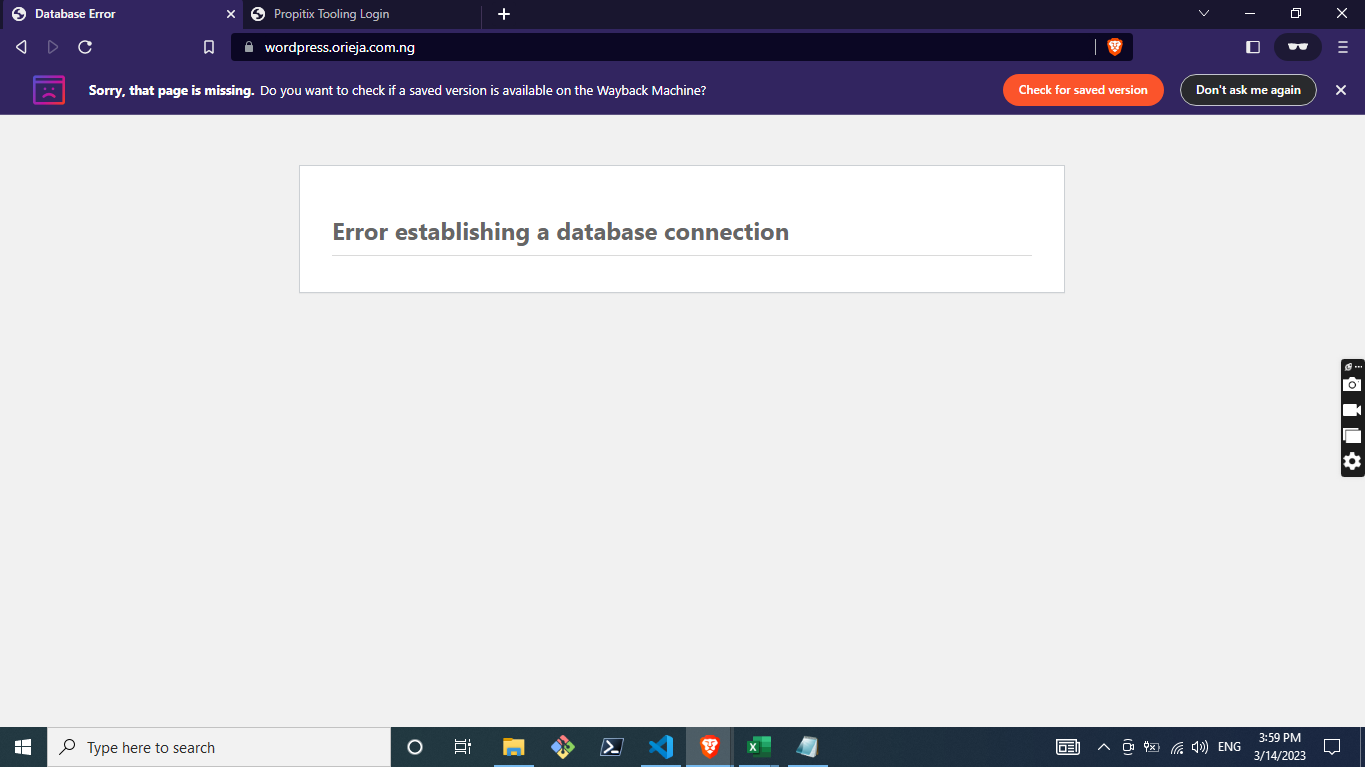 Database Error
Propitix Tooling Login
wordpress.orieja.com.ng
Sorry, that page is missing. Do you want to check if a saved version is available on the Wayback Machine?
Check for saved version
Don't ask me again
Error establishing a database connection
Type here to search
ENG
3:59 PM
3/14/2023